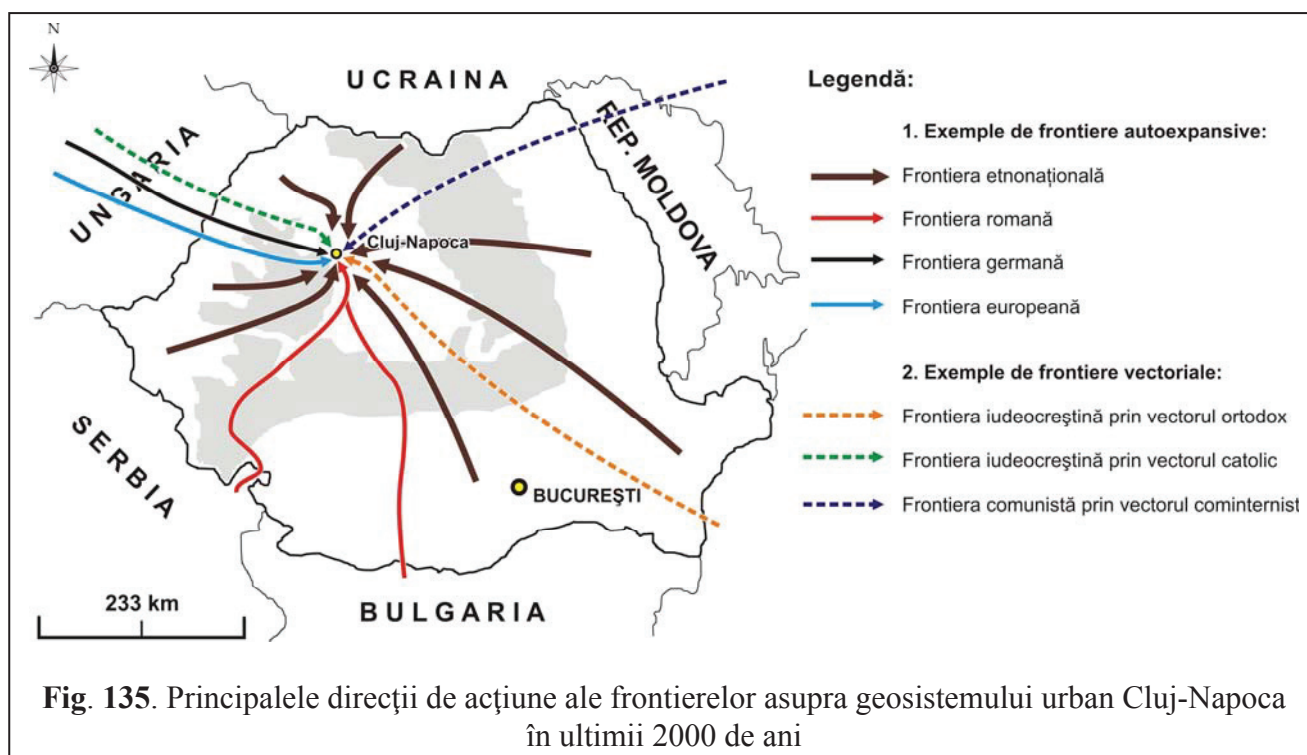 N
UCRAINA
UNGARIA
REP. MOLDOVA
Cluj-Napoca
SERBIA
BUCUREŞTI
BULGARIA
233 km
Legendă:
1. Exemple de frontiere autoexpansive:
Frontiera etnonațională
Frontiera romană
Frontiera germană
Frontiera europeană
2. Exemple de frontiere vectoriale:
Frontiera iudeocreştină prin vectorul ortodox
Frontiera iudeocreştină prin vectorul catolic
Frontiera comunistă prin vectorul cominternist
Fig. 135. Principalele direcţii de acţiune ale frontierelor asupra geosistemului urban Cluj-Napoca
în ultimii 2000 de ani